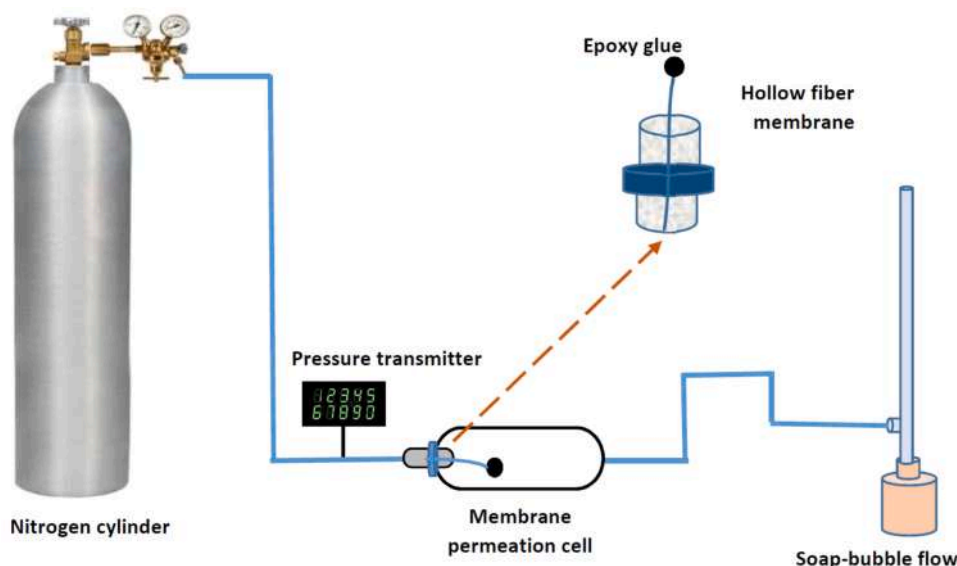 Epoxy glue
Hollow fiber
membrane
Pressure transmitter
12345
67890
Nitrogen cylinder
Membrane
permeation cell
Soap-bubble flow